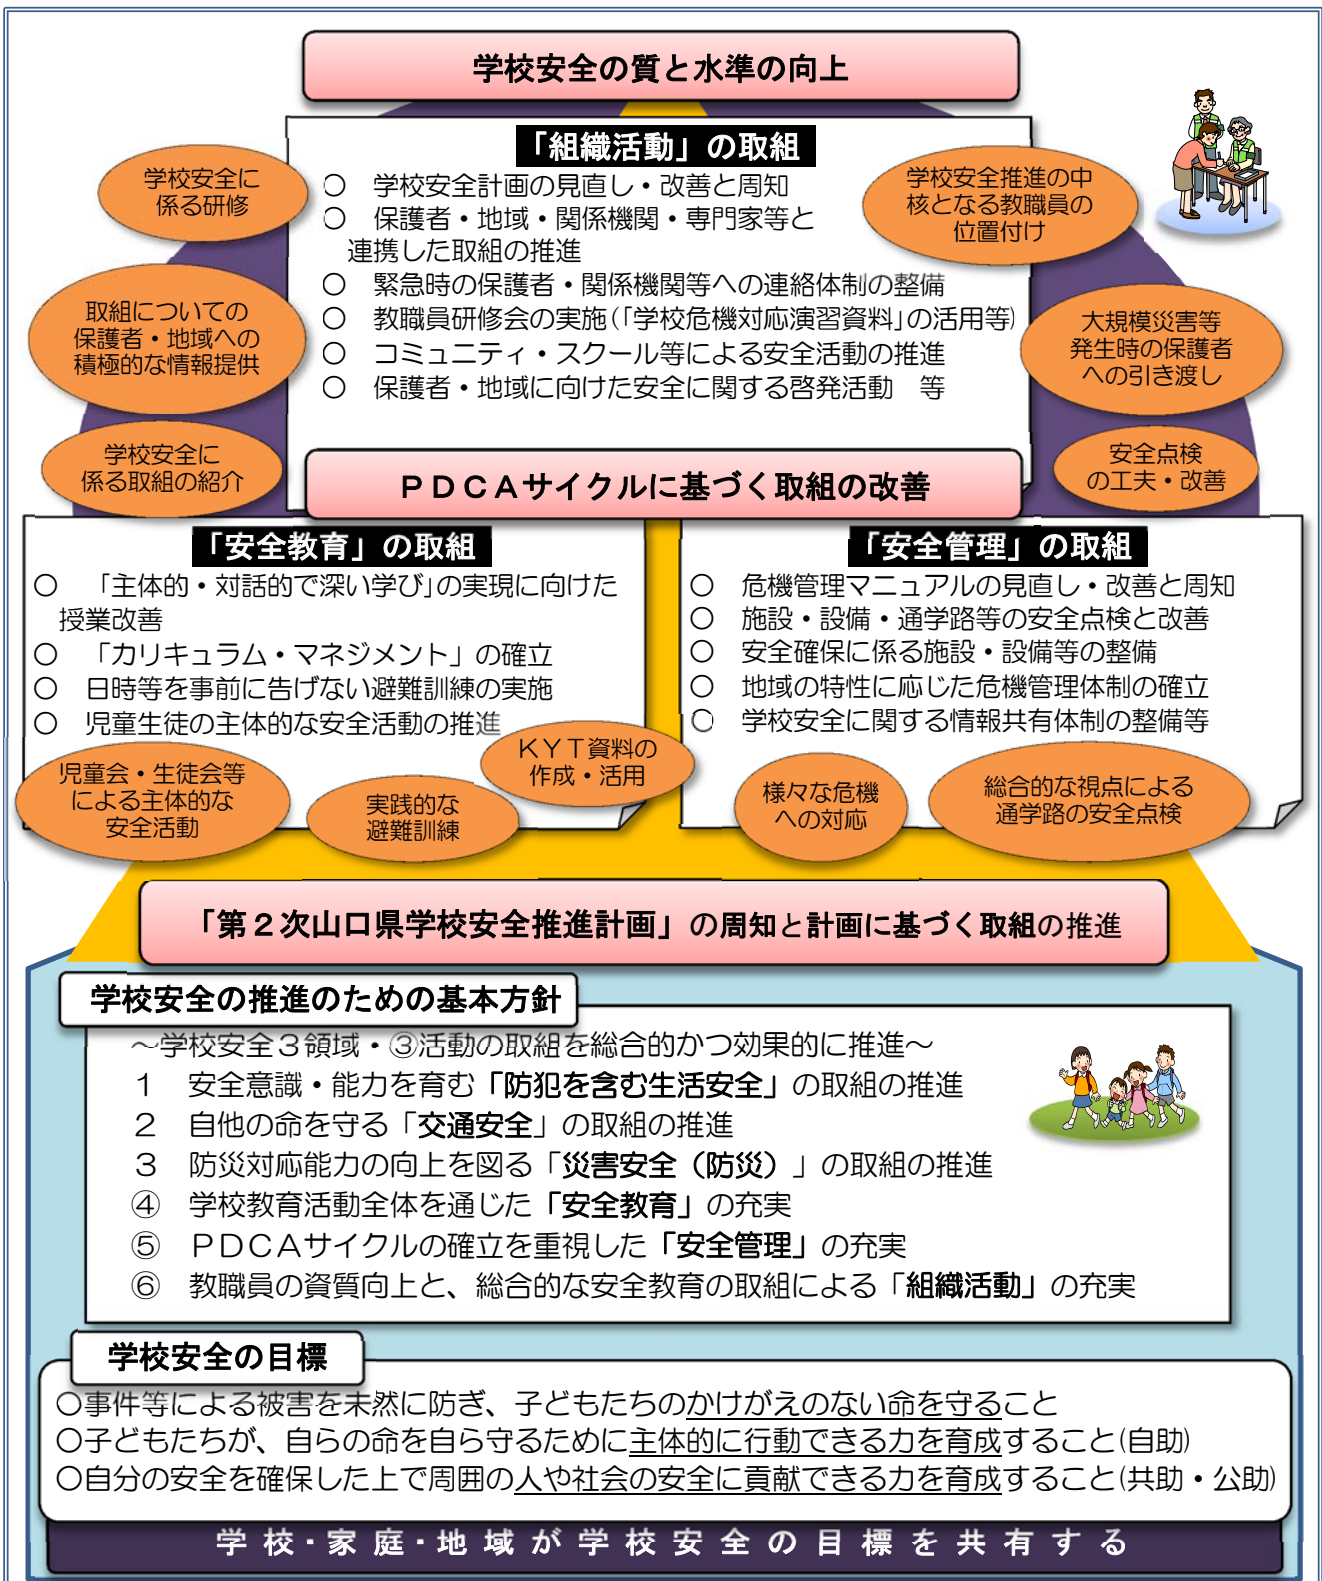 学校安全の質と水準の向上
「組織活動」の取組
○　学校安全計画の見直し・改善と周知
○　保護者・地域・関係機関・専門家等と
連携した取組の推進
○　緊急時の保護者・関係機関等への連絡体制の整備
○　教職員研修会の実施(「学校危機対応演習資料」の活用等)
○　コミュニティ・スクール等による安全活動の推進
○　保護者・地域に向けた安全に関する啓発活動　等
学校安全に
係る研修
取組についての
保護者・地域への
積極的な情報提供
学校安全に
係る取組の紹介
学校安全推進の中
核となる教職員の
位置付け
大規模災害等
発生時の保護者
への引き渡し
安全点検
の工夫・改善
ＰＤＣＡサイクルに基づく取組の改善
「安全教育」の取組
○　「主体的・対話的で深い学び」の実現に向けた
授業改善
○　「カリキュラム・マネジメント」の確立
○　日時等を事前に告げない避難訓練の実施
○　児童生徒の主体的な安全活動の推進
児童会・生徒会等
による主体的な
安全活動
実践的な
避難訓練
ＫＹＴ資料の
作成・活用
「安全管理」の取組
○　危機管理マニュアルの見直し・改善と周知
○　施設・設備・通学路等の安全点検と改善
○　安全確保に係る施設・設備等の整備
○　地域の特性に応じた危機管理体制の確立
○　学校安全に関する情報共有体制の整備等
様々な危機
への対応
総合的な視点による
通学路の安全点検
「第２次山口県学校安全推進計画」の周知と計画に基づく取組の推進
学校安全の推進のための基本方針
～学校安全３領域・③活動の取組を総合的かつ効果的に推進～
１　安全意識・能力を育む「防犯を含む生活安全」の取組の推進
２　自他の命を守る「交通安全」の取組の推進
３　防災対応能力の向上を図る「災害安全（防災）」の取組の推進
④　学校教育活動全体を通じた「安全教育」の充実
⑤　ＰＤＣＡサイクルの確立を重視した「安全管理」の充実
⑥　教職員の資質向上と、総合的な安全教育の取組による「組織活動」の充実
学校安全の目標
○事件等による被害を未然に防ぎ、子どもたちのかけがえのない命を守ること
○子どもたちが、自らの命を自ら守るために主体的に行動できる力を育成すること(自助)
○自分の安全を確保した上で周囲の人や社会の安全に貢献できる力を育成すること(共助・公助)
学校・家庭・地域が学校安全の目標を共有する